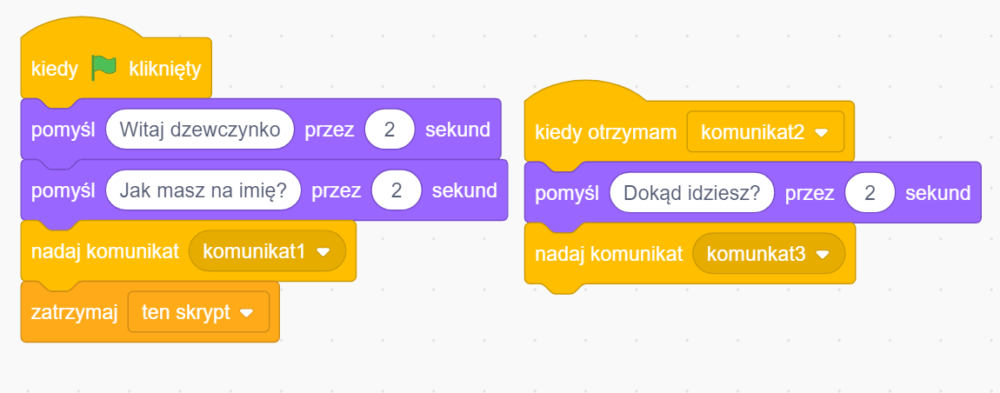 kiedy kliknięty
pomyśl Witaj dzewczynko przez 2 sekund
pomyśl Jak masz na imię? przez 2 sekund
nadaj komunikat komunikat1
zatrzymaj ten skrypt
kiedy otrzymam komunikat2
pomyśl Dokąd idziesz? przez 2 sekund
nadaj komunikat komunkat3